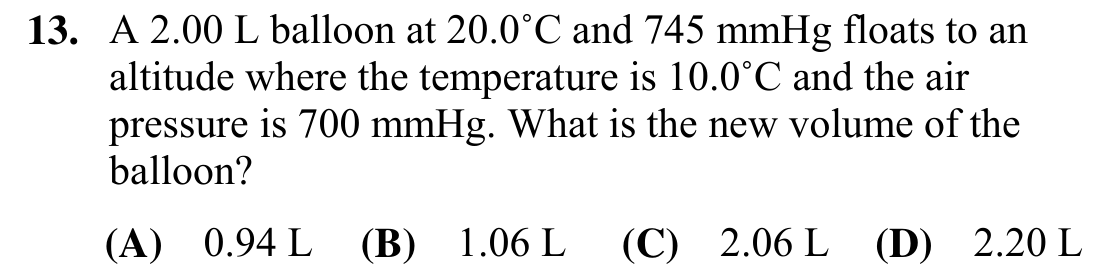 13. A 2.00 L balloon at 20.0˚C and 745 mmHg floats to an
altitude where the temperature is 10.0˚C and the air
pressure is 700 mmHg. What is the new volume of the
balloon?
(A) 0.94 L (B) 1.06 L (C) 2.06 L (D) 2.20 L